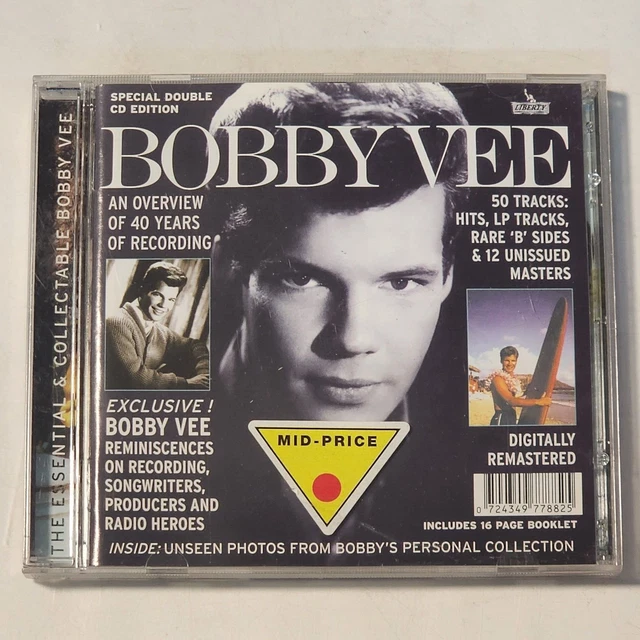 THE ESSENTIAL & COLLECTABLE BOBBY VEE
SPECIAL DOUBLE
CD EDITION
LIBERTY
BOBBY VEE
AN OVERVIEW
OF 40 YEARS
OF RECORDING
50 TRACKS:
HITS, LP TRACKS,
RARE 'B' SIDES
& 12 UNISSUED
MASTERS
EXCLUSIVE!
BOBBY VEE
REMINISCENCES
ON RECORDING,
SONGWRITERS,
PRODUCERS AND
RADIO HEROES
MID-PRICE
DIGITALLY
REMASTERED
0 724349 778825
INCLUDES 16 PAGE BOOKLET
INSIDE: UNSEEN PHOTOS FROM BOBBY'S PERSONAL COLLECTION